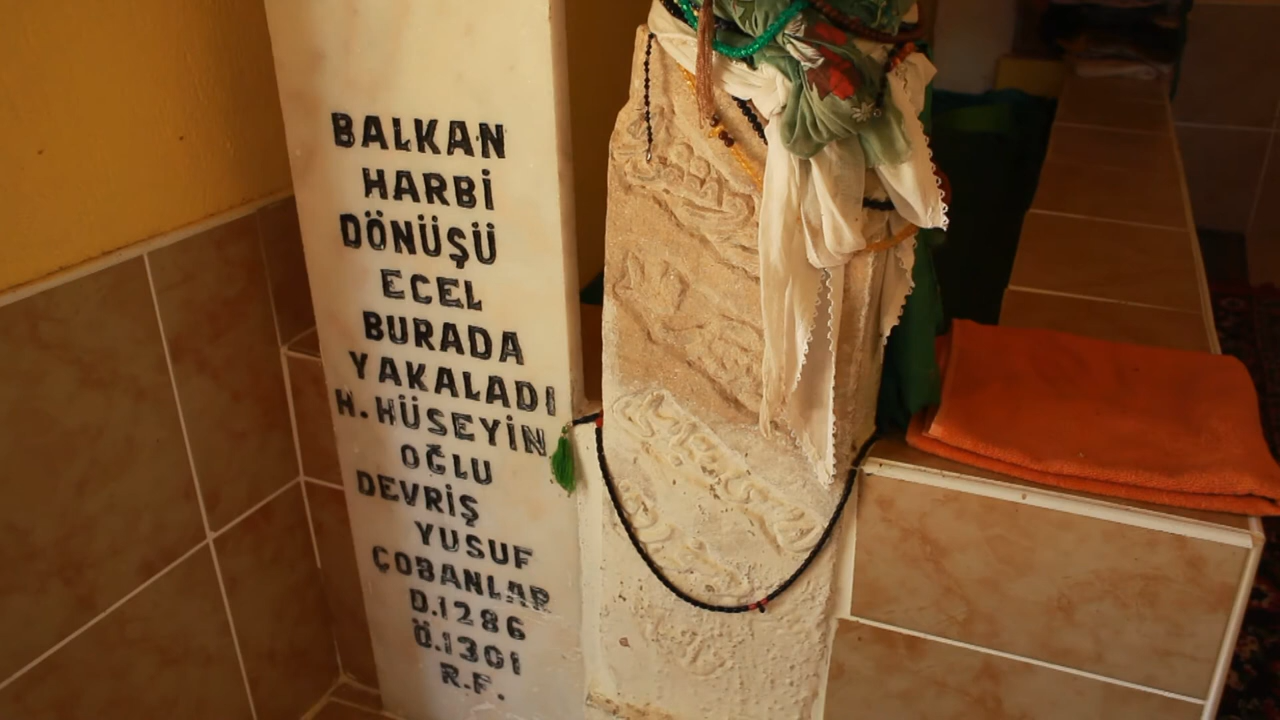 BALKAN
HARBİ
DÖNÜŞÜ
ECEL
BURADA
YAKALADI
H.HÜSEYİN
OĞLU
DEVRİŞ
YUSUF
ÇOBANLAR
D.1286
Ö.1301
R.F.